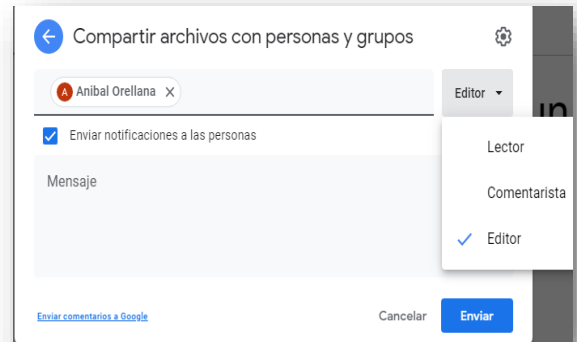 Compartir archivos con personas y grupos
A Anibal Orellana X
Editor
Enviar notificaciones a las personas
Lector
Mensaje
Comentarista
Editor
Enviar comentarios a Google
Cancelar
Enviar